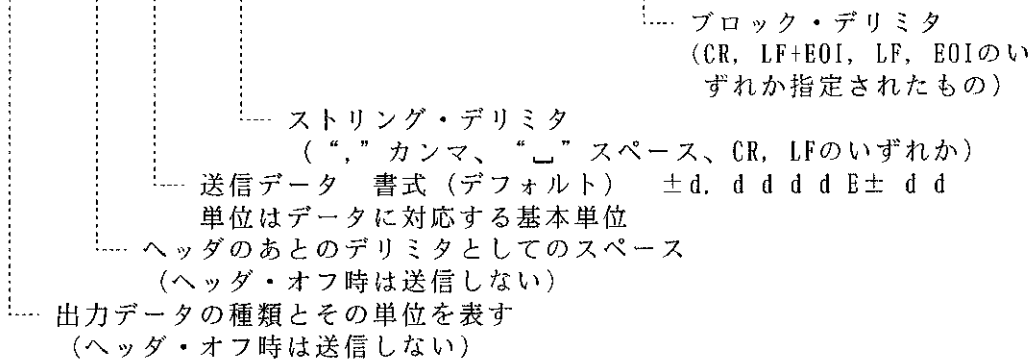 ブロック・デリミタ
(CR, LF+EOI, LF, EOIのい
ずれか指定されたもの)
ストリング・デリミタ
( “,” カンマ、 “␣” スペース、CR, LFのいずれか)
送信データ 書式 (デフォルト) ±d. d d d d E± d d
単位はデータに対応する基本単位
ヘッダのあとのデリミタとしてのスペース
(ヘッダ・オフ時は送信しない)
出力データの種類とその単位を表す
(ヘッダ・オフ時は送信しない)